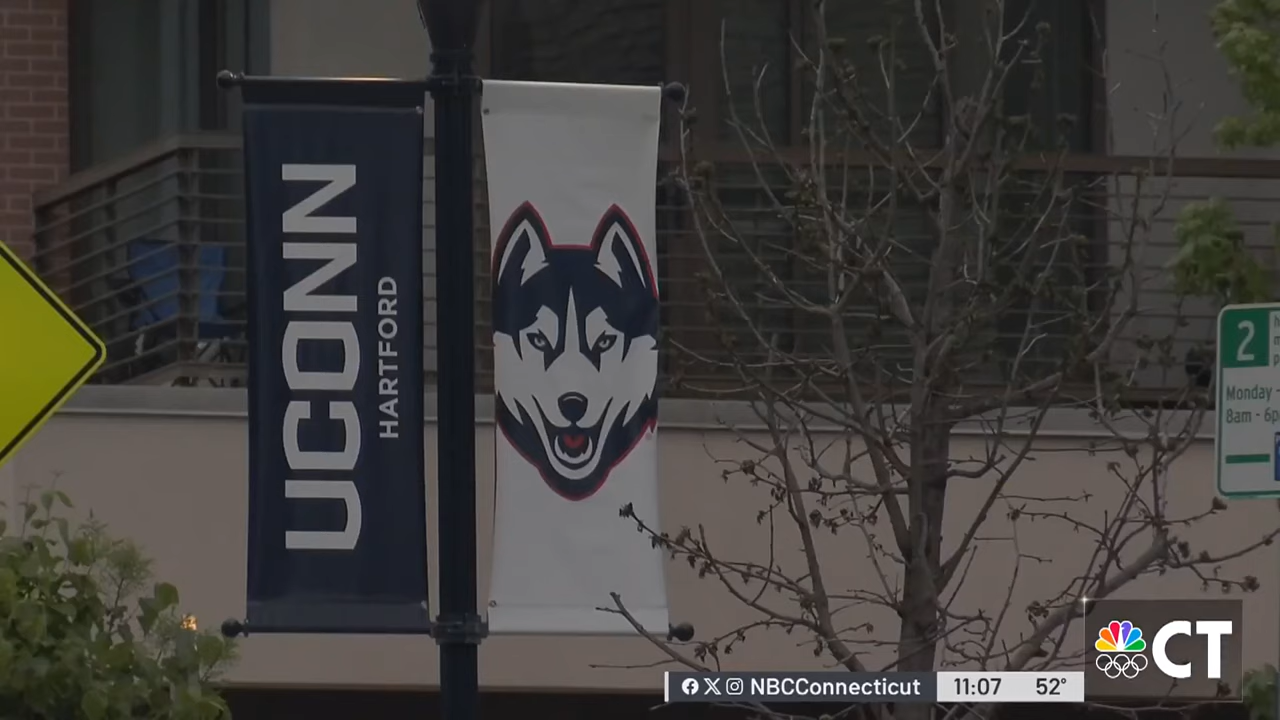 UCONN
HARTFORD
2
Monday -
8am - 6p
NBCConnecticut
11:07 52°
CT